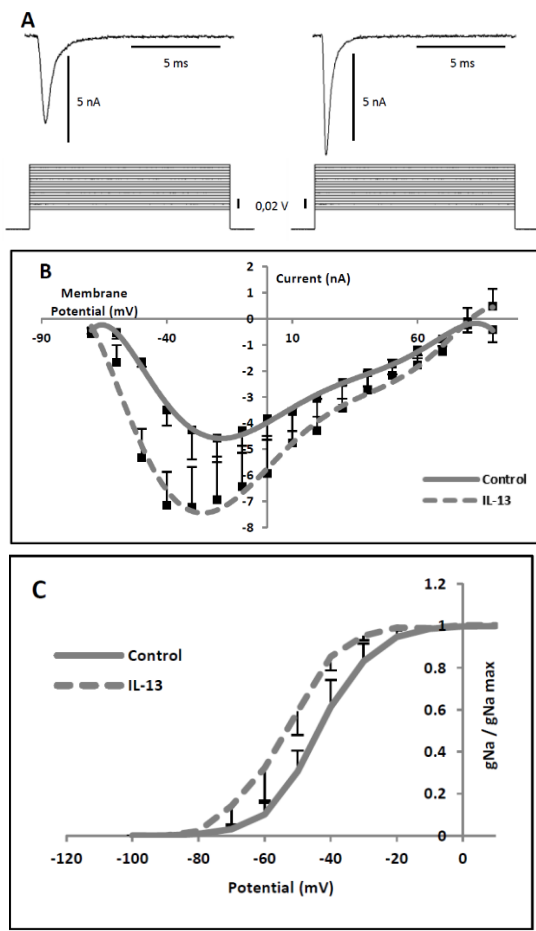 A
5 ms
5 ms
5 nA
5 nA
0,02 V
B
Current (nA)
Membrane
Potential (mV)
2
1
0
-1
-2
-3
-4
-5
-6
-7
-8
-90
-40
10
60
Control
IL-13
C
1.2
1
0.8
0.6
0.4
0.2
0
gNa / gNa max
Control
IL-13
-120
-100
-80
-60
-40
-20
0
Potential (mV)